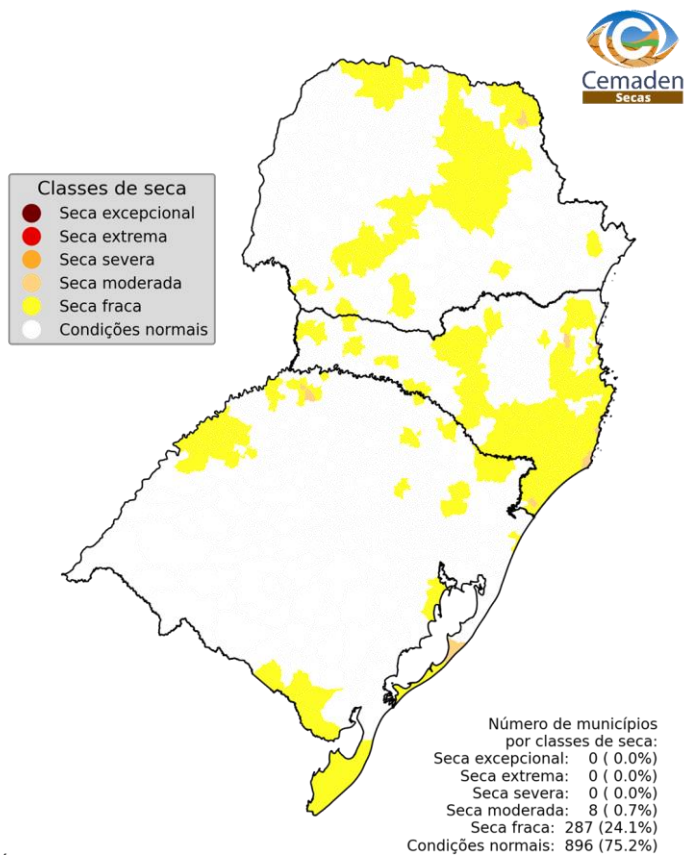 Cemaden
Secas
Classes de seca
Seca excepcional
Seca extrema
Seca severa
Seca moderada
Seca fraca
Condições normais
Número de municípios
por classes de seca:
Seca excepcional: 0 ( 0.0%)
Seca extrema: 0 ( 0.0%)
Seca severa: 0 ( 0.0%)
Seca moderada: 8 ( 0.7%)
Seca fraca: 287 (24.1%)
Condições normais: 896 (75.2%)